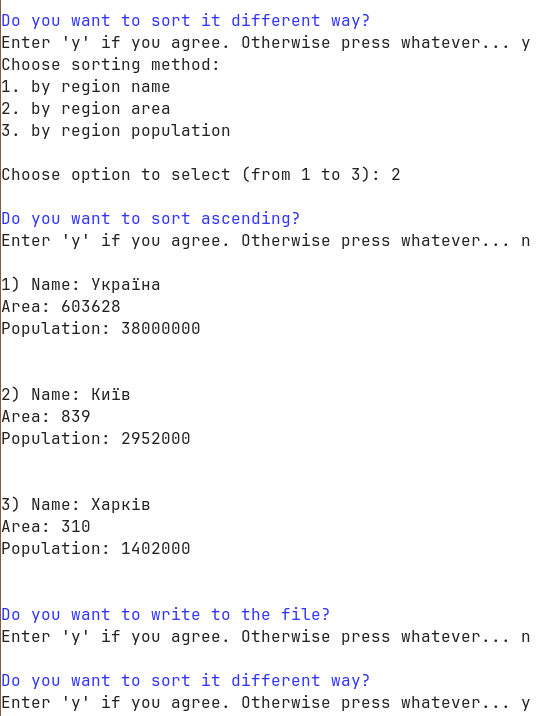 Do you want to sort it different way?
Enter 'y' if you agree. Otherwise press whatever... y
Choose sorting method:
1. by region name
2. by region area
3. by region population
Choose option to select (from 1 to 3): 2
Do you want to sort ascending?
Enter 'y' if you agree. Otherwise press whatever... n
1) Name: Україна
Area: 603628
Population: 38000000
2) Name: Київ
Area: 839
Population: 2952000
3) Name: Харків
Area: 310
Population: 1402000
Do you want to write to the file?
Enter 'y' if you agree. Otherwise press whatever... n
Do you want to sort it different way?
Enter 'y' if you agree. Otherwise press whatever... y